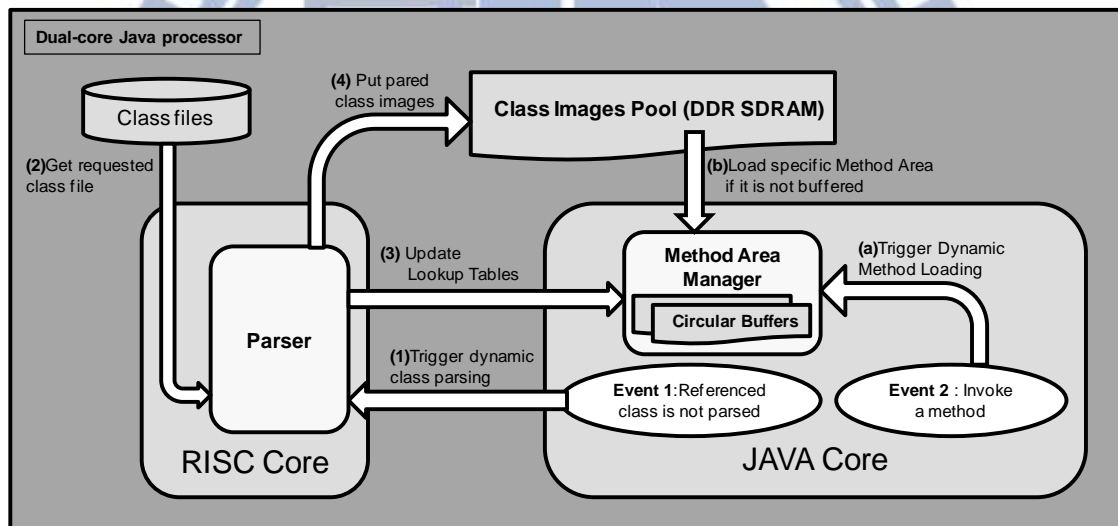 Dual-core Java processor
(4) Put pared
class images
Class Images Pool (DDR SDRAM)
Class files
(2)Get requested
class file
(b)Load specific Method Area
if it is not buffered
(3) Update
Lookup Tables
Method Area
Manager
Circular Buffers
(a)Trigger Dynamic
Method Loading
Parser
(1)Trigger dynamic
class parsing
Event 1:Referenced
class is not parsed
Event 2 : Invoke
a method
RISC Core
JAVA Core